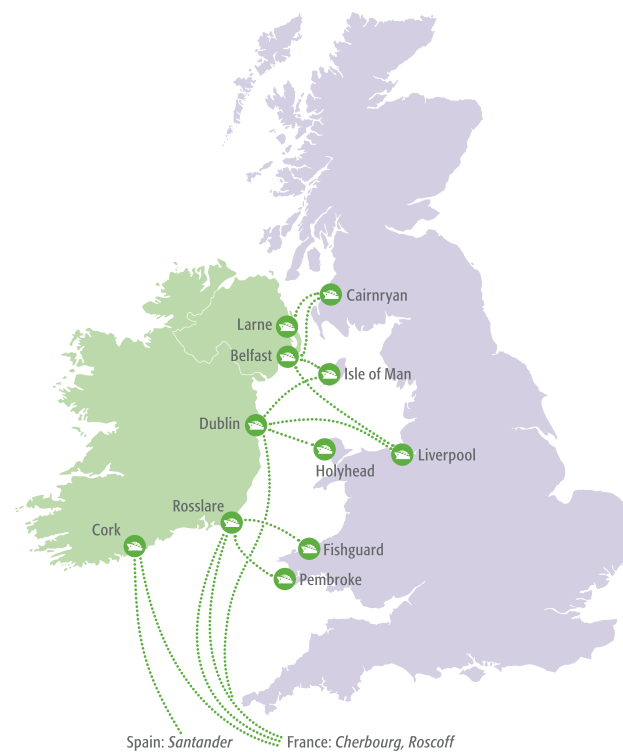 Cairnryan
Larne
Belfast
Isle of Man
Dublin
Liverpool
Holyhead
Rosslare
Cork
Fishguard
Pembroke
Spain: Santander
France: Cherbourg, Roscoff